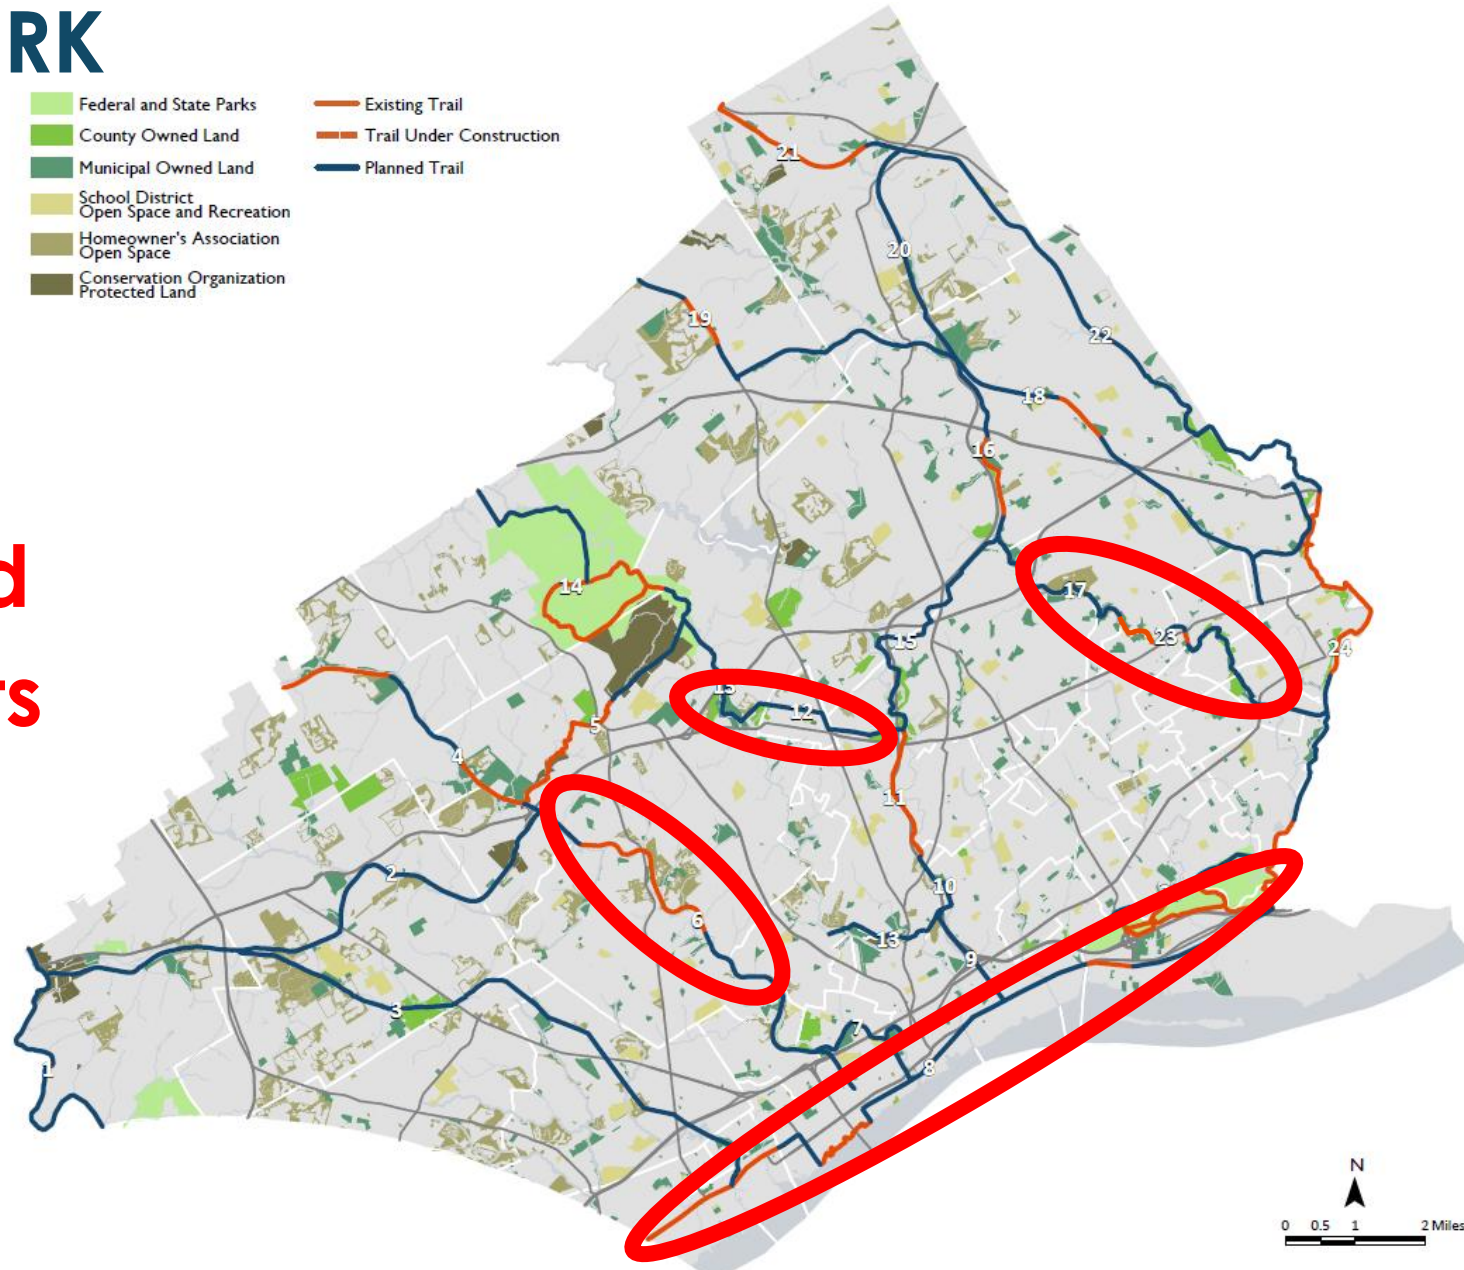 RK
Federal and State Parks
County Owned Land
Municipal Owned Land
School District
Open Space and Recreation
Homeowner's Association
Open Space
Conservation Organization
Protected Land
Existing Trail
Trail Under Construction
Planned Trail
d
rs
21
20
19
22
18
16
14
17
15
23
24
13
12
5
4
11
2
10
6
13
9
3
7
8
1
N
0 0.5 1 2 Miles